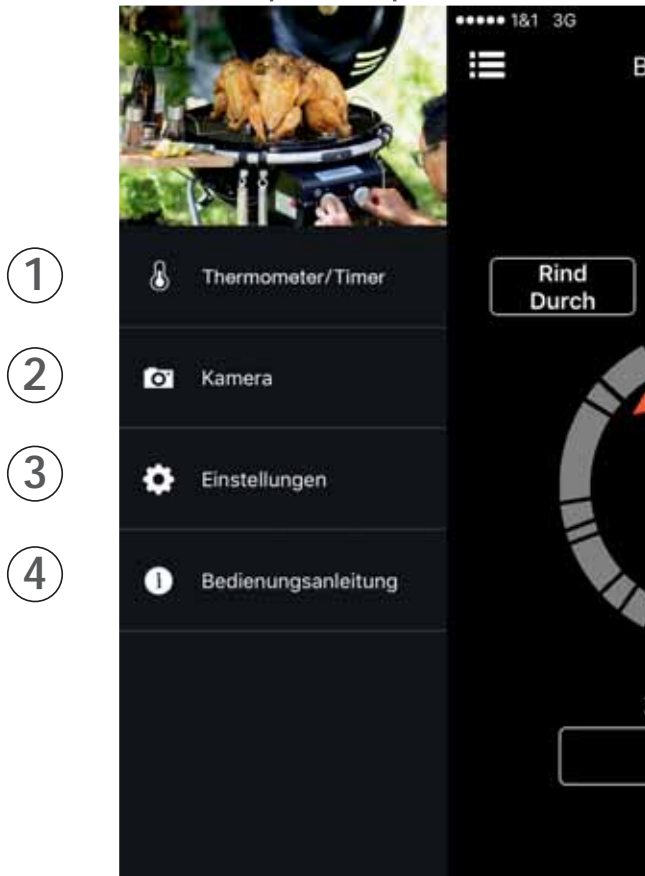 1&1 3G
B
1
Thermometer/Timer
Rind
Durch
2
Kamera
3
Einstellungen
4
Bedienungsanleitung